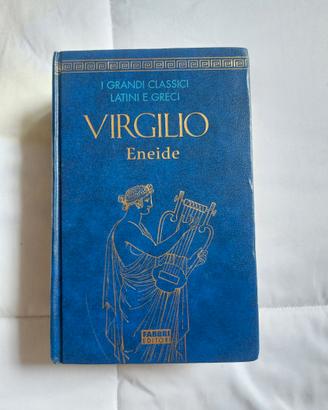 I GRANDI CLASSICI
LATINI E GRECI
VIRGILIO
Eneide
FABBRI
EDITORI